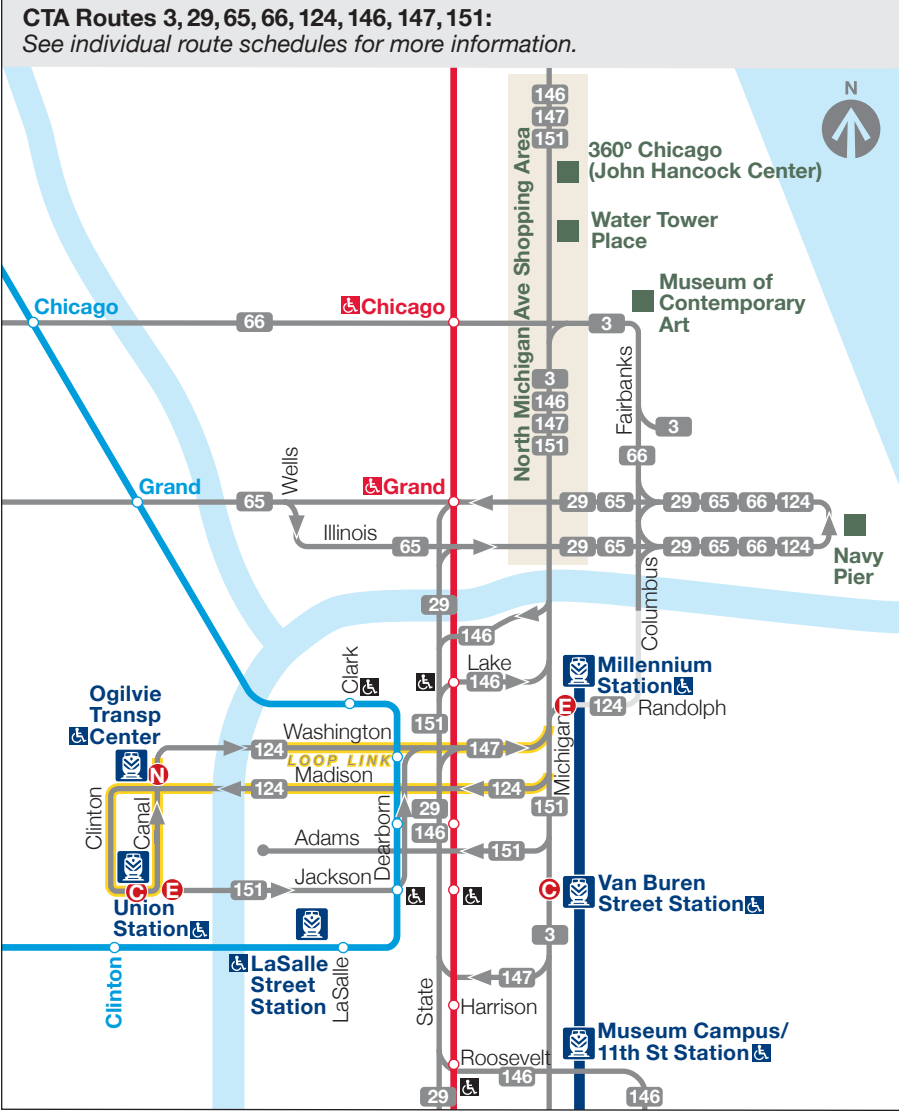 CTA Routes 3, 29, 65, 66, 124, 146, 147, 151:
See individual route schedules for more information.
N
146
147
151
North Michigan Ave Shopping Area
360º Chicago
(John Hancock Center)
Water Tower
Place
Museum of
Contemporary
Art
Chicago
66
Chicago
3
3
146
147
151
Fairbanks
3
66
Grand
65
Wells
Grand
29 65
29 65 66 124
Illinois
65
29 65
29 65 66 124
Navy
Pier
29
Columbus
146
Lake
146
Clark
Millennium
Station
E
124
Randolph
Ogilvie
Transp
Center
N
151
Michigan
Washington
124
147
LOOP LINK
Madison
124
124
Clinton
Canal
Dearborn
29
146
151
Adams
151
Jackson
151
C
E
Union
Station
C
Van Buren
Street Station
3
Clinton
LaSalle
Street
Station
LaSalle
State
147
Harrison
Museum Campus/
11th St Station
Roosevelt
146
29
146